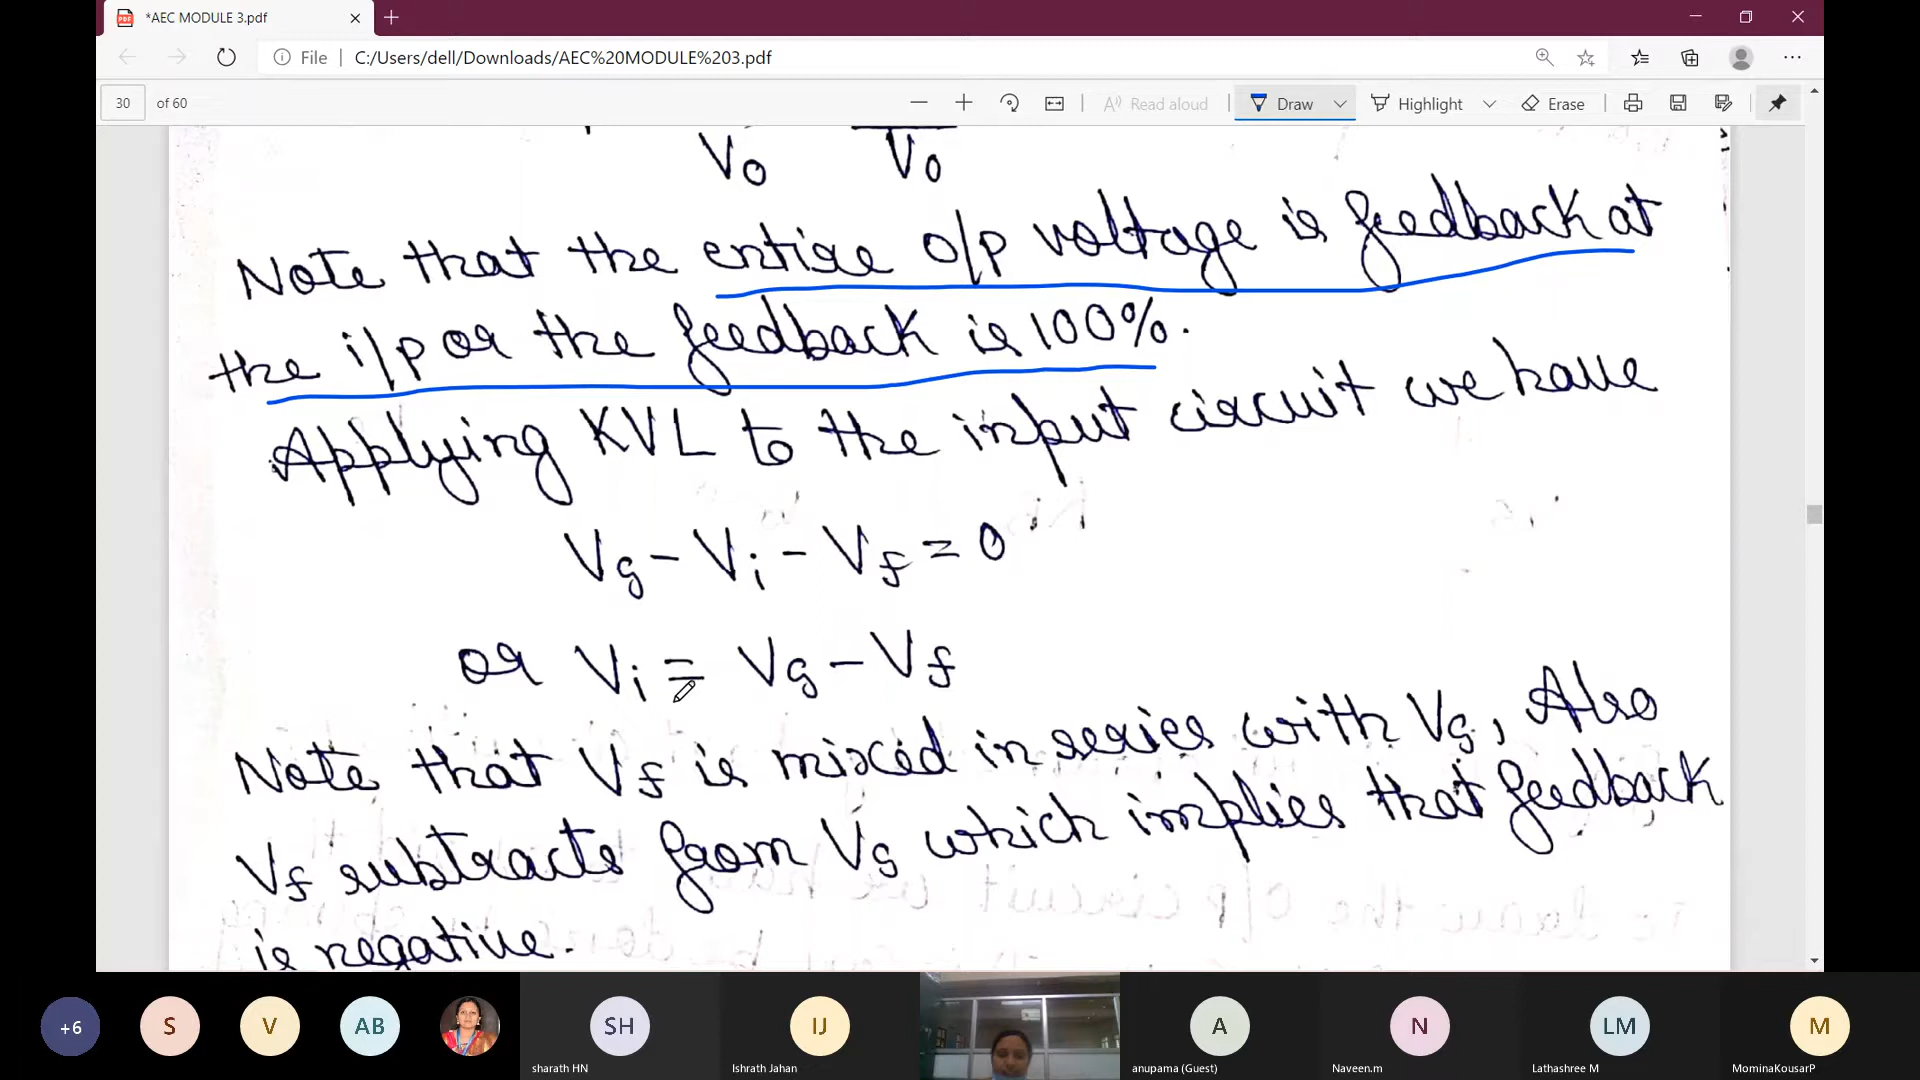 *AEC MODULE 3.pdf
File
C:/Users/dell/Downloads/AEC%20MODULE%203.pdf
30 of 60
Read aloud
Draw
Highlight
Erase
Vo Vo
Note that the entire o/p voltage is feedback at
the i/p or the feedback is 100%.
Applying KVL to the input circuit we have
Vg - Vi - Vf = 0
or Vi = Vg - Vf
Note that Vf is mixed in series with Vg, Also
Vf subtracts from Vg which implies that feedback
is negative.
+6
S
V
AB
SH
IJ
A
N
LM
M
sharath HN
Ishrath Jahan
anupama (Guest)
Naveen.m
Lathashree M
MominaKousarP